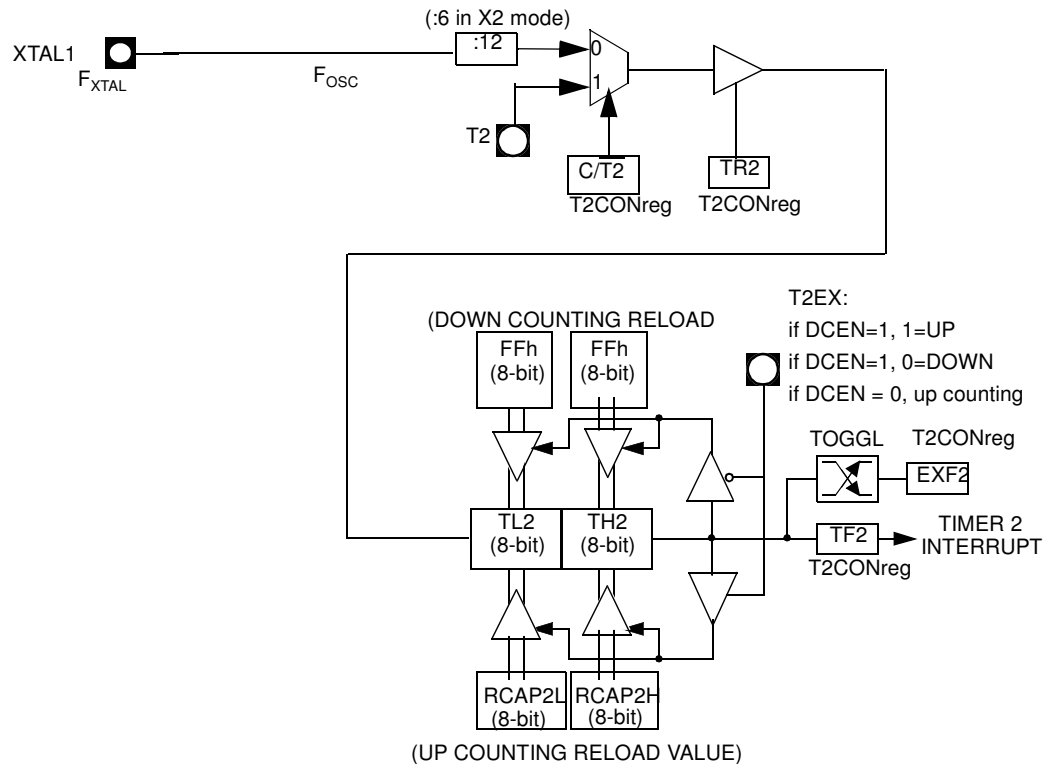 (:6 in X2 mode)
XTAL1
:12
0
FXTAL
FOSC
1
T2
C/T2
TR2
T2CONreg
T2CONreg
T2EX:
(DOWN COUNTING RELOAD
if DCEN=1, 1=UP
FFh
(8-bit)
FFh
(8-bit)
if DCEN=1, 0=DOWN
if DCEN = 0, up counting
TOGGL
T2CONreg
EXF2
TL2
(8-bit)
TH2
(8-bit)
TF2
TIMER 2
INTERRUPT
T2CONreg
RCAP2L
(8-bit)
RCAP2H
(8-bit)
(UP COUNTING RELOAD VALUE)